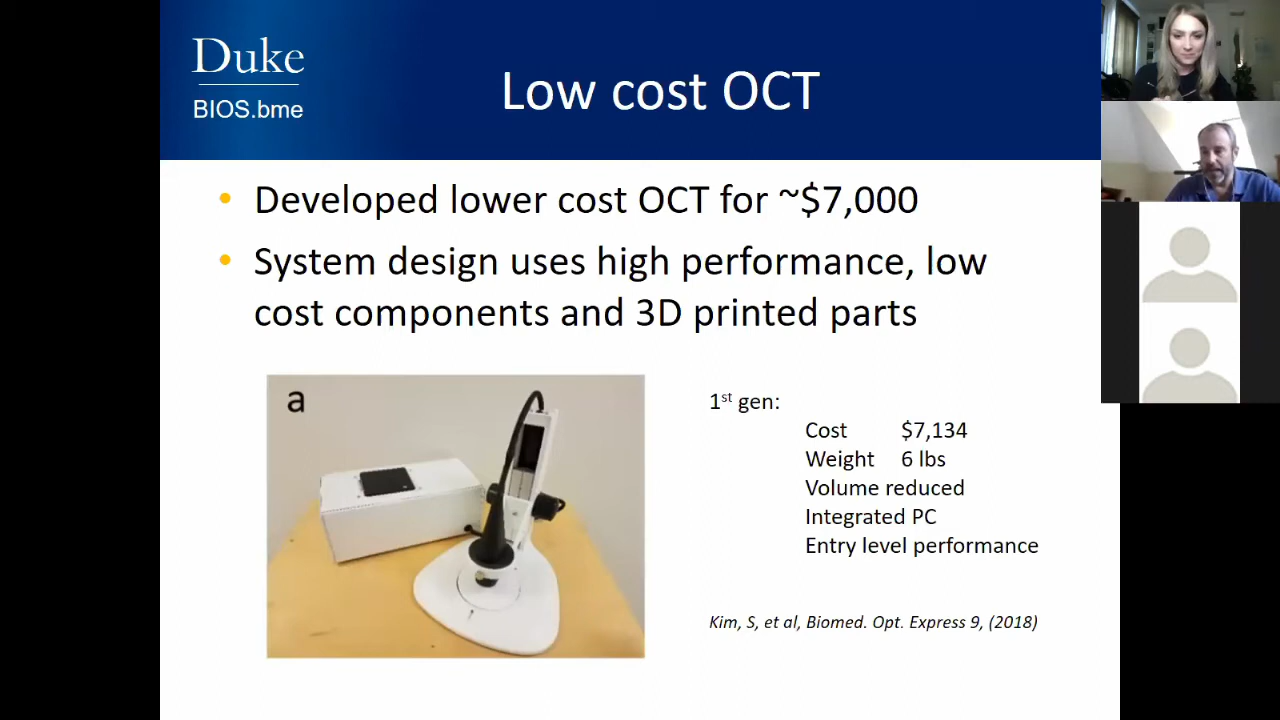 Duke
BIOS.bme
Low cost OCT
• Developed lower cost OCT for ~$7,000
• System design uses high performance, low
cost components and 3D printed parts
a
1st gen:
Cost $7,134
Weight 6 lbs
Volume reduced
Integrated PC
Entry level performance
Kim, S, et al, Biomed. Opt. Express 9, (2018)